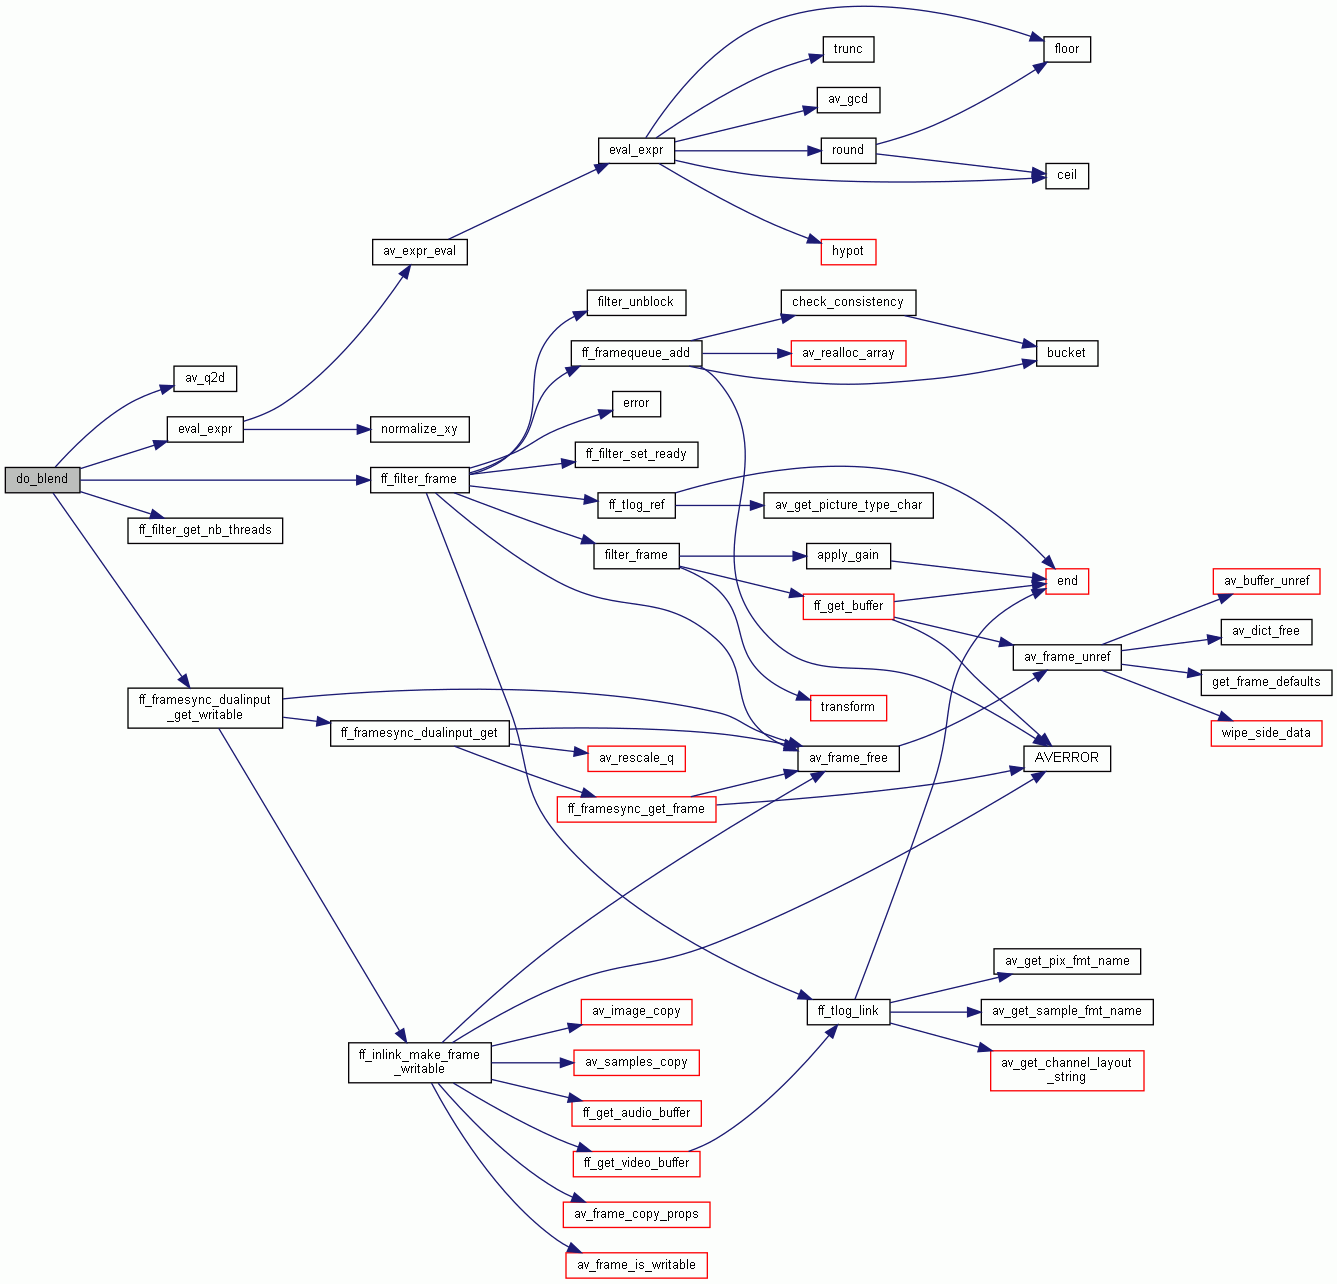 floor
trunc
av_gcd
eval_expr
round
ceil
av_expr_eval
hypot
filter_unblock
check_consistency
ff_framequeue_add
av_realloc_array
bucket
av_q2d
error
eval_expr
normalize_xy
ff_filter_set_ready
do_blend
ff_filter_frame
ff_tlog_ref
av_get_picture_type_char
ff_filter_get_nb_threads
filter_frame
apply_gain
end
av_buffer_unref
ff_get_buffer
av_dict_free
av_frame_unref
get_frame_defaults
ff_framesync_dualinput
_get_writable
transform
ff_framesync_dualinput_get
wipe_side_data
av_rescale_q
av_frame_free
AVERROR
ff_framesync_get_frame
av_get_pix_fmt_name
av_image_copy
ff_tlog_link
av_get_sample_fmt_name
ff_inlink_make_frame
_writable
av_samples_copy
av_get_channel_layout
_string
ff_get_audio_buffer
ff_get_video_buffer
av_frame_copy_props
av_frame_is_writable